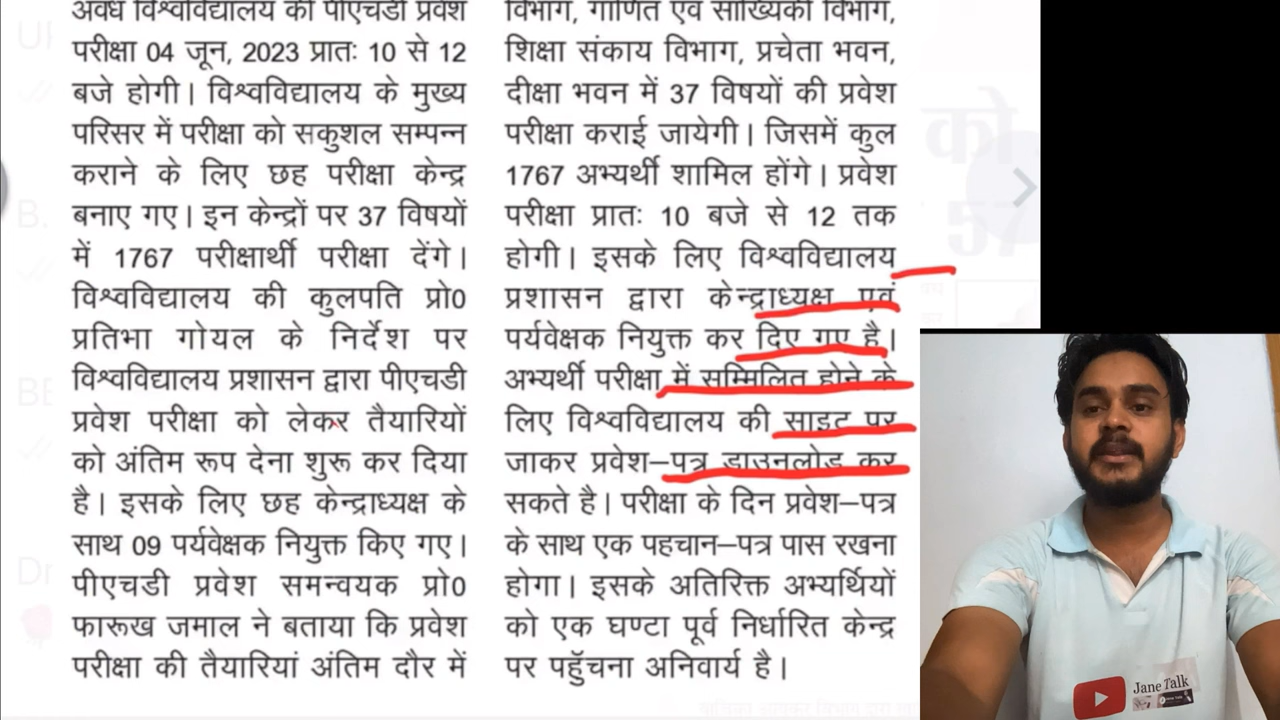 अवध विश्वविद्यालय की पीएचडी प्रवेश
परीक्षा 04 जून, 2023 प्रातः 10 से 12
बजे होगी। विश्वविद्यालय के मुख्य
परिसर में परीक्षा को सकुशल सम्पन्न
कराने के लिए छह परीक्षा केन्द्र
बनाए गए। इन केन्द्रों पर 37 विषयों
में 1767 परीक्षार्थी परीक्षा देंगे।
विश्वविद्यालय की कुलपति प्रो0
प्रतिभा गोयल के निर्देश पर
विश्वविद्यालय प्रशासन द्वारा पीएचडी
प्रवेश परीक्षा को लेकर तैयारियों
को अंतिम रूप देना शुरू कर दिया
है। इसके लिए छह केन्द्राध्यक्ष के
साथ 09 पर्यवेक्षक नियुक्त किए गए।
पीएचडी प्रवेश समन्वयक प्रो0
फारूख जमाल ने बताया कि प्रवेश
परीक्षा की तैयारियां अंतिम दौर में
विभाग, गणित एवं सांख्यिकी विभाग,
शिक्षा संकाय विभाग, प्रचेता भवन,
दीक्षा भवन में 37 विषयों की प्रवेश
परीक्षा कराई जायेगी। जिसमें कुल
1767 अभ्यर्थी शामिल होंगे। प्रवेश
परीक्षा प्रातः 10 बजे से 12 तक
होगी। इसके लिए विश्वविद्यालय
प्रशासन द्वारा केन्द्राध्यक्ष एवं
पर्यवेक्षक नियुक्त कर दिए गए है।
अभ्यर्थी परीक्षा में सम्मिलित होने के
लिए विश्वविद्यालय की साइट पर
जाकर प्रवेश–पत्र डाउनलोड कर
सकते है। परीक्षा के दिन प्रवेश–पत्र
के साथ एक पहचान–पत्र पास रखना
होगा। इसके अतिरिक्त अभ्यर्थियों
को एक घण्टा पूर्व निर्धारित केन्द्र
पर पहुॅचना अनिवार्य है।
को
57
B.
Jane Talk